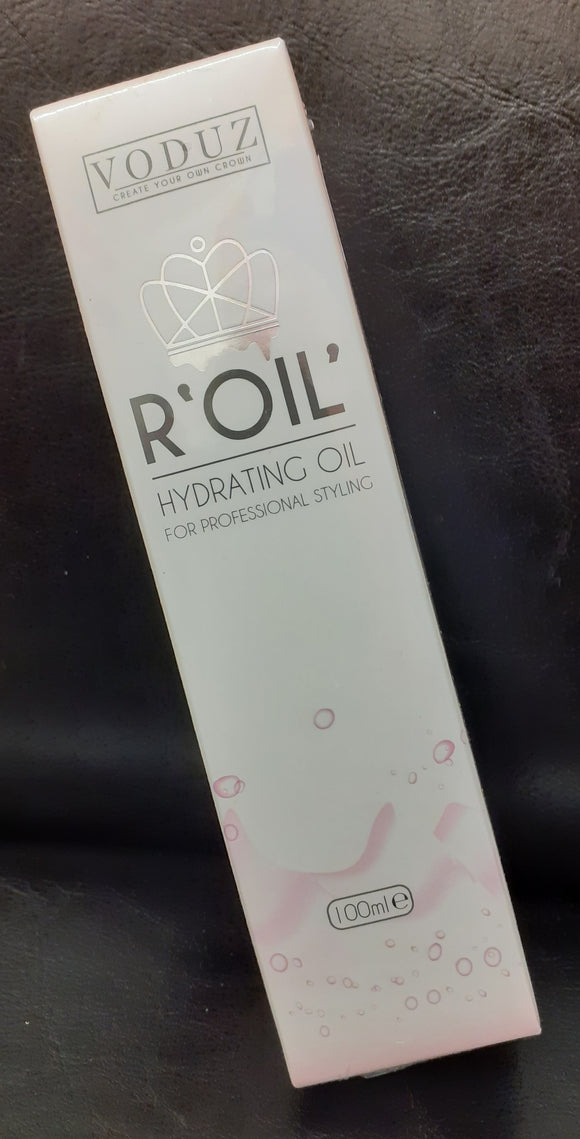 VODUZ
CREATE YOUR OWN CROWN
R'OIL'
HYDRATING OIL
FOR PROFESSIONAL STYLING
100ml℮